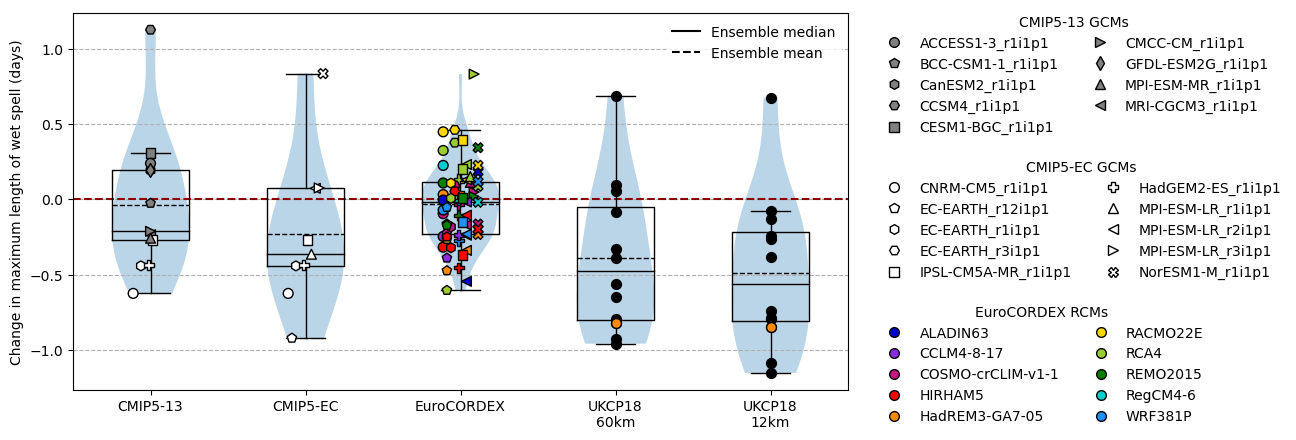 Change in maximum length of wet spell (days)
1.0
0.5
0.0
−0.5
−1.0
Ensemble median
Ensemble mean
CMIP5-13
CMIP5-EC
EuroCORDEX
UKCP18
60km
UKCP18
12km
CMIP5-13 GCMs
ACCESS1-3_r1i1p1
BCC-CSM1-1_r1i1p1
CanESM2_r1i1p1
CCSM4_r1i1p1
CESM1-BGC_r1i1p1
CMCC-CM_r1i1p1
GFDL-ESM2G_r1i1p1
MPI-ESM-MR_r1i1p1
MRI-CGCM3_r1i1p1
CMIP5-EC GCMs
CNRM-CM5_r1i1p1
EC-EARTH_r12i1p1
EC-EARTH_r1i1p1
EC-EARTH_r3i1p1
IPSL-CM5A-MR_r1i1p1
HadGEM2-ES_r1i1p1
MPI-ESM-LR_r1i1p1
MPI-ESM-LR_r2i1p1
MPI-ESM-LR_r3i1p1
NorESM1-M_r1i1p1
EuroCORDEX RCMs
ALADIN63
CCLM4-8-17
COSMO-crCLIM-v1-1
HIRHAM5
HadREM3-GA7-05
RACMO22E
RCA4
REMO2015
RegCM4-6
WRF381P